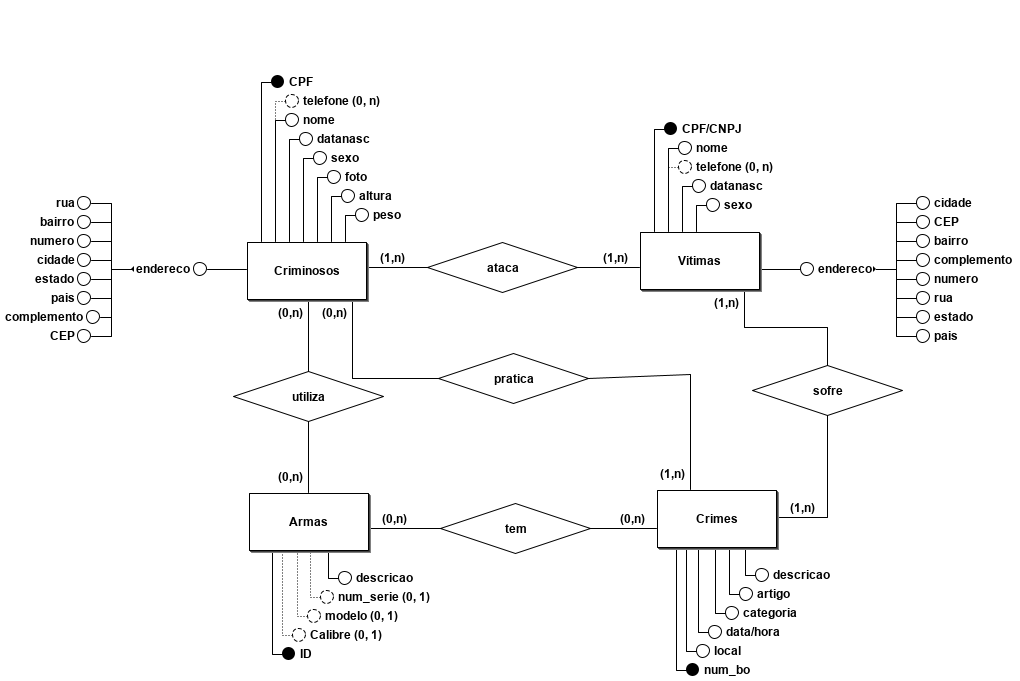 CPF
telefone (0, n)
nome
datanasc
sexo
foto
altura
peso
CPF/CNPJ
nome
telefone (0, n)
datanasc
sexo
rua
bairro
numero
cidade
estado
pais
complemento
CEP
endereco
Criminosos
(1,n)
ataca
(1,n)
Vitimas
endereco
cidade
CEP
bairro
complemento
numero
rua
estado
pais
(0,n)
(0,n)
(1,n)
utiliza
pratica
sofre
(0,n)
(1,n)
Armas
(0,n)
tem
(0,n)
Crimes
(1,n)
descricao
num_serie (0, 1)
modelo (0, 1)
Calibre (0, 1)
ID
descricao
artigo
categoria
data/hora
local
num_bo